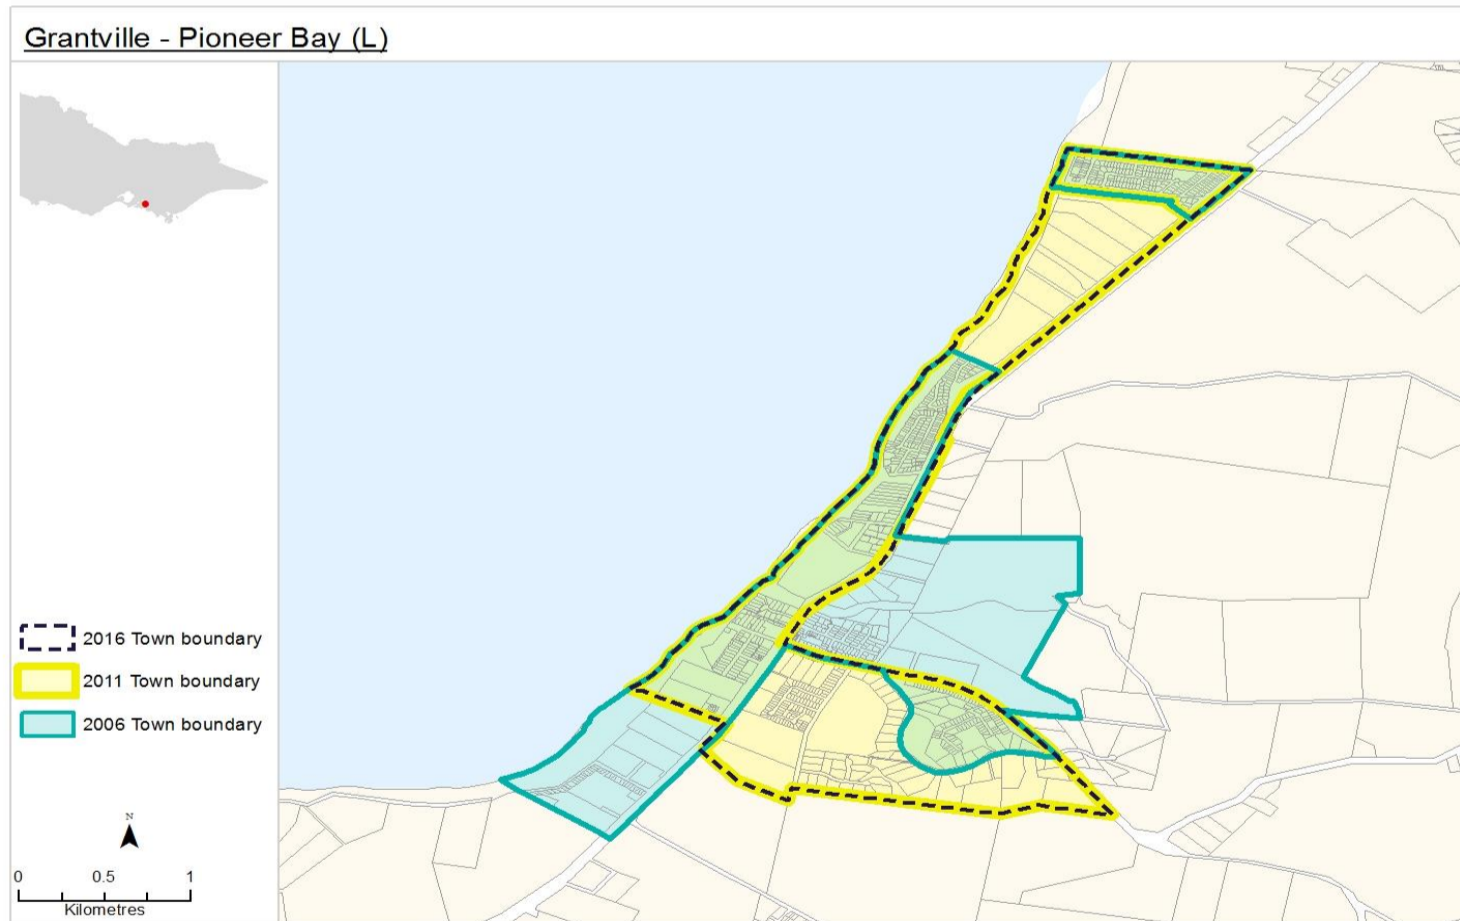 Grantville - Pioneer Bay (L)
2016 Town boundary
2011 Town boundary
2006 Town boundary
N
0 0.5 1
Kilometres